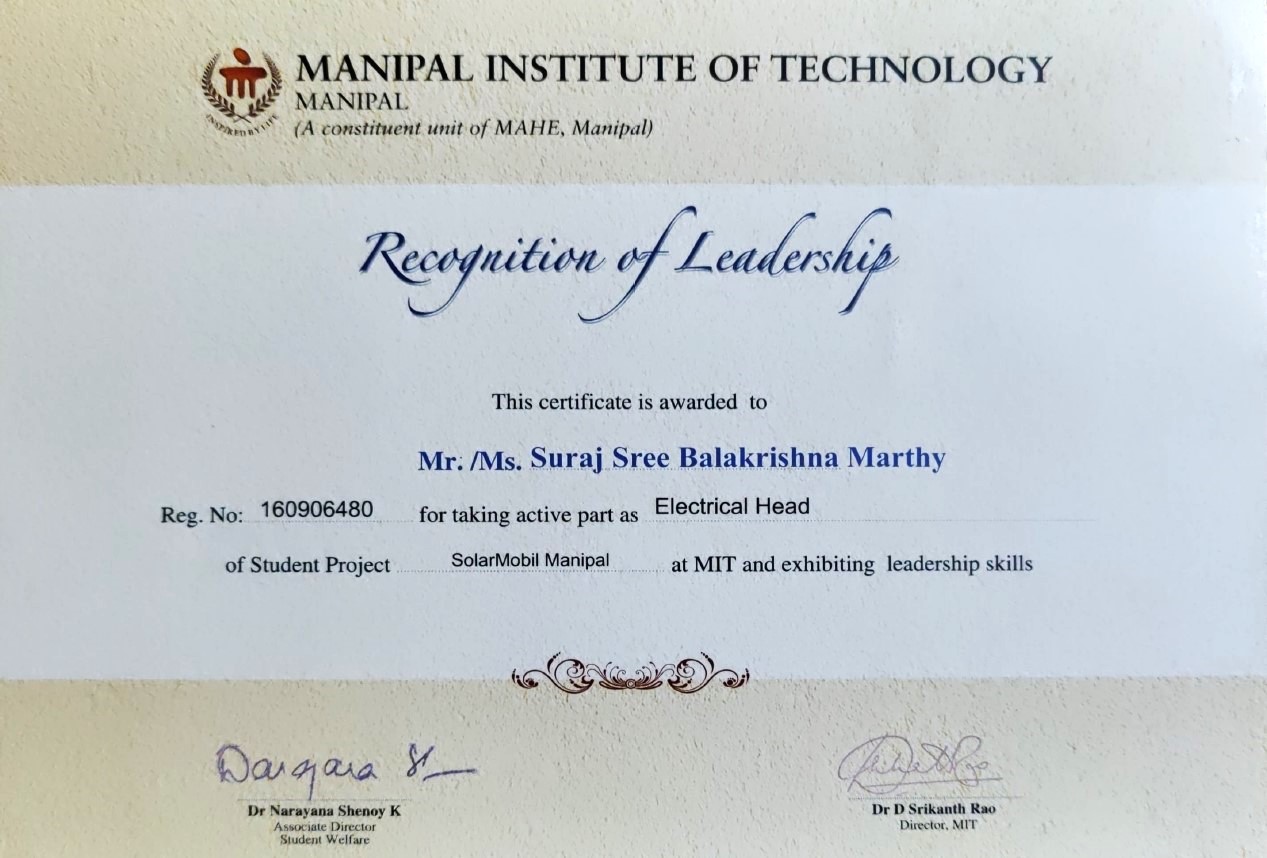 MANIPAL INSTITUTE OF TECHNOLOGY
MANIPAL
(A constituent unit of MAHE, Manipal)
INSPIRED BY LIFE
Recognition of Leadership
This certificate is awarded to
Mr. /Ms. Suraj Sree Balakrishna Marthy
Reg. No: 160906480 for taking active part as Electrical Head
of Student Project SolarMobil Manipal at MIT and exhibiting leadership skills
Dr Narayana Shenoy K
Associate Director
Student Welfare
Dr D Srikanth Rao
Director, MIT